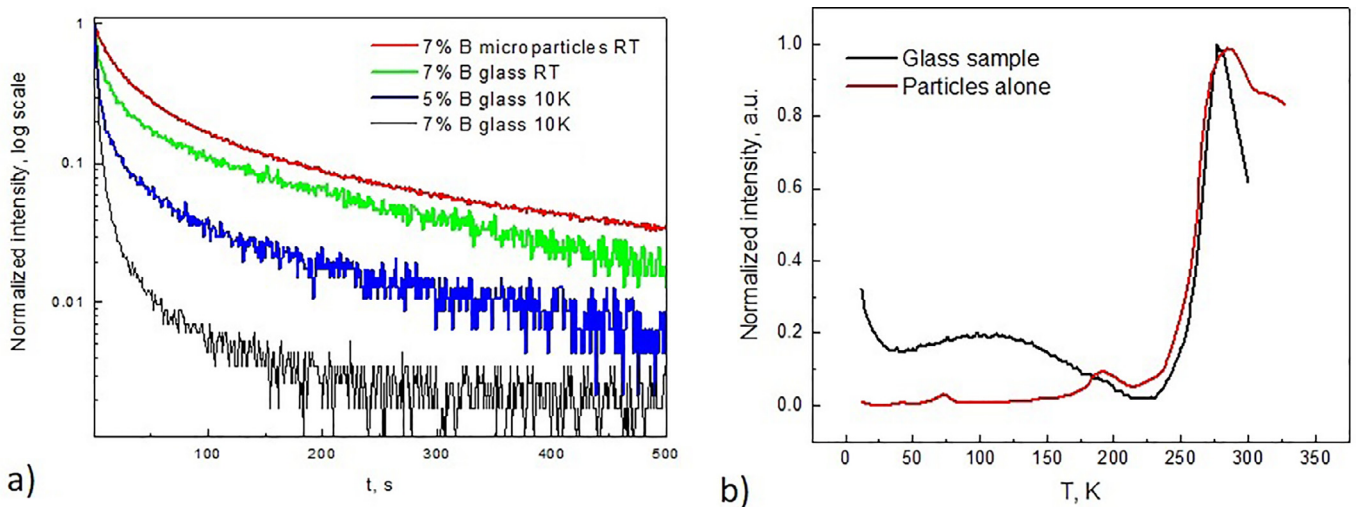 1
0.1
0.01
Normalized intensity, log scale
7% B microparticles RT
7% B glass RT
5% B glass 10K
7% B glass 10K
100 200 300 400 500
t, s
a)
1.0
0.8
0.6
0.4
0.2
0.0
Normalized intensity, a.u.
Glass sample
Particles alone
0 50 100 150 200 250 300 350
T, K
b)